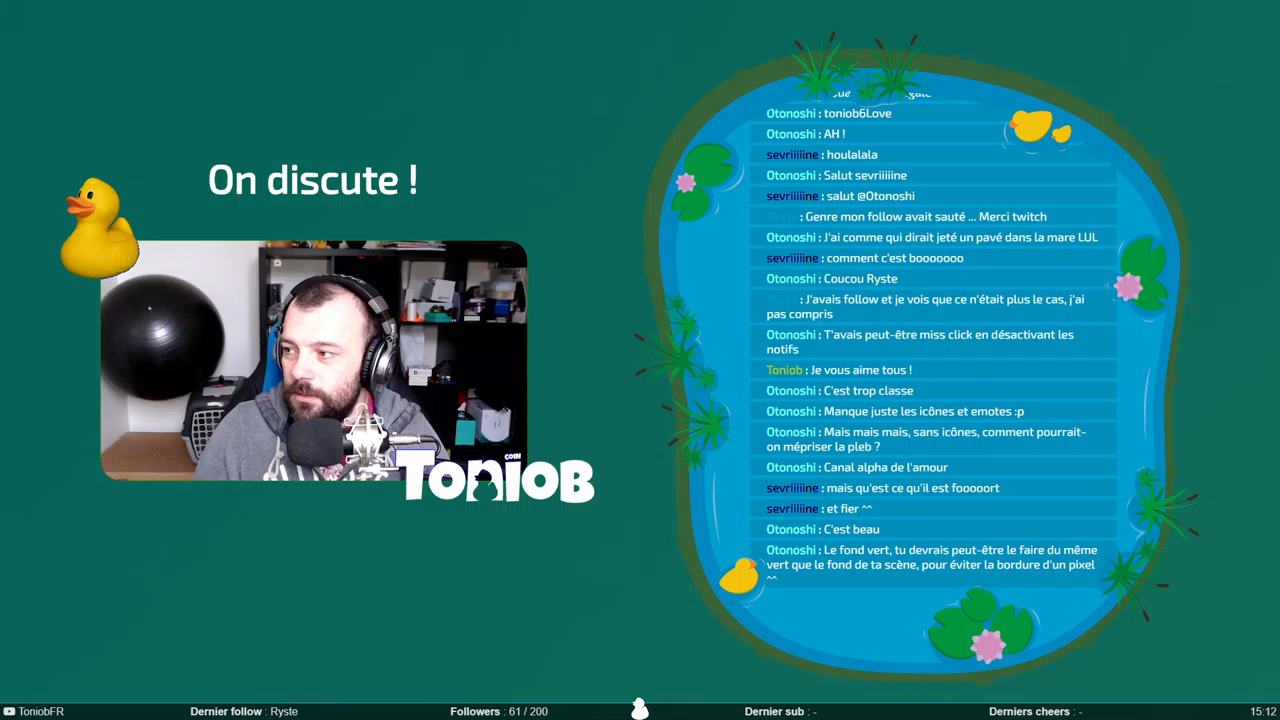 On discute !
COIN
TonioB
Otonoshi : toniob6Love
Otonoshi : AH !
sevriiiiine : houlalala
Otonoshi : Salut sevriiiiine
sevriiiiine : salut @Otonoshi
Ryste : Genre mon follow avait sauté ... Merci twitch
Otonoshi : J'ai comme qui dirait jeté un pavé dans la mare LUL
sevriiiiine : comment c'est booooooo
Otonoshi : Coucou Ryste
Ryste : J'avais follow et je vois que ce n'était plus le cas, j'ai
pas compris
Otonoshi : T'avais peut-être miss click en désactivant les
notifs
Toniob : Je vous aime tous !
Otonoshi : C'est trop classe
Otonoshi : Manque juste les icônes et emotes :p
Otonoshi : Mais mais mais, sans icônes, comment pourrait-
on mépriser la pleb ?
Otonoshi : Canal alpha de l'amour
sevriiiiine : mais qu'est ce qu'il est fooooort
sevriiiiine : et fier ^^
Otonoshi : C'est beau
Otonoshi : Le fond vert, tu devrais peut-être le faire du même
vert que le fond de ta scène, pour éviter la bordure d'un pixel
^^
ToniobFR
Dernier follow : Ryste
Followers : 61 / 200
Dernier sub : -
Derniers cheers : -
15:12